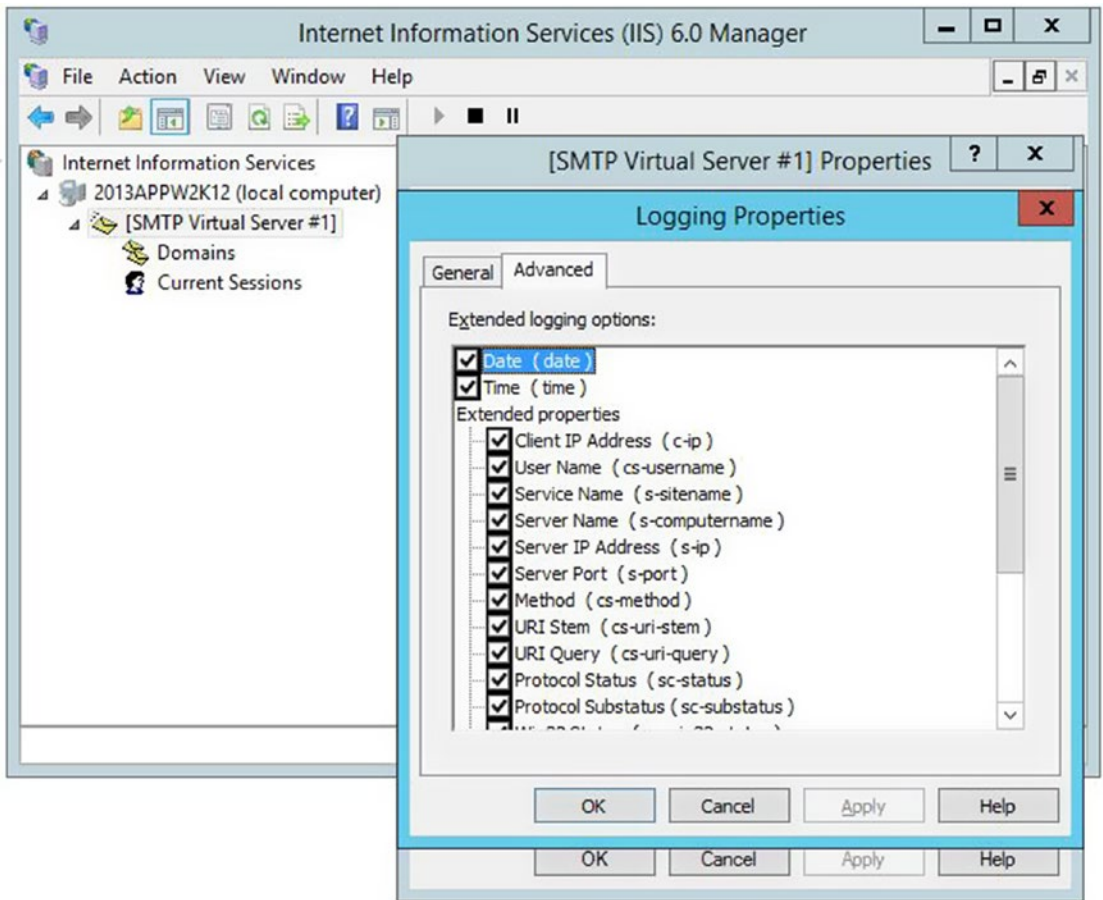 Internet Information Services (IIS) 6.0 Manager
File Action View Window Help
Internet Information Services
2013APPW2K12 (local computer)
[SMTP Virtual Server #1]
Domains
Current Sessions
[SMTP Virtual Server #1] Properties ? X
Logging Properties X
General Advanced
Extended logging options:
Date ( date )
Time ( time )
Extended properties
Client IP Address ( c-ip )
User Name ( cs-username )
Service Name ( s-sitename )
Server Name ( s-computername )
Server IP Address ( s-ip )
Server Port ( s-port )
Method ( cs-method )
URI Stem ( cs-uri-stem )
URI Query ( cs-uri-query )
Protocol Status ( sc-status )
Protocol Substatus ( sc-substatus )
OK Cancel Apply Help
OK Cancel Apply Help